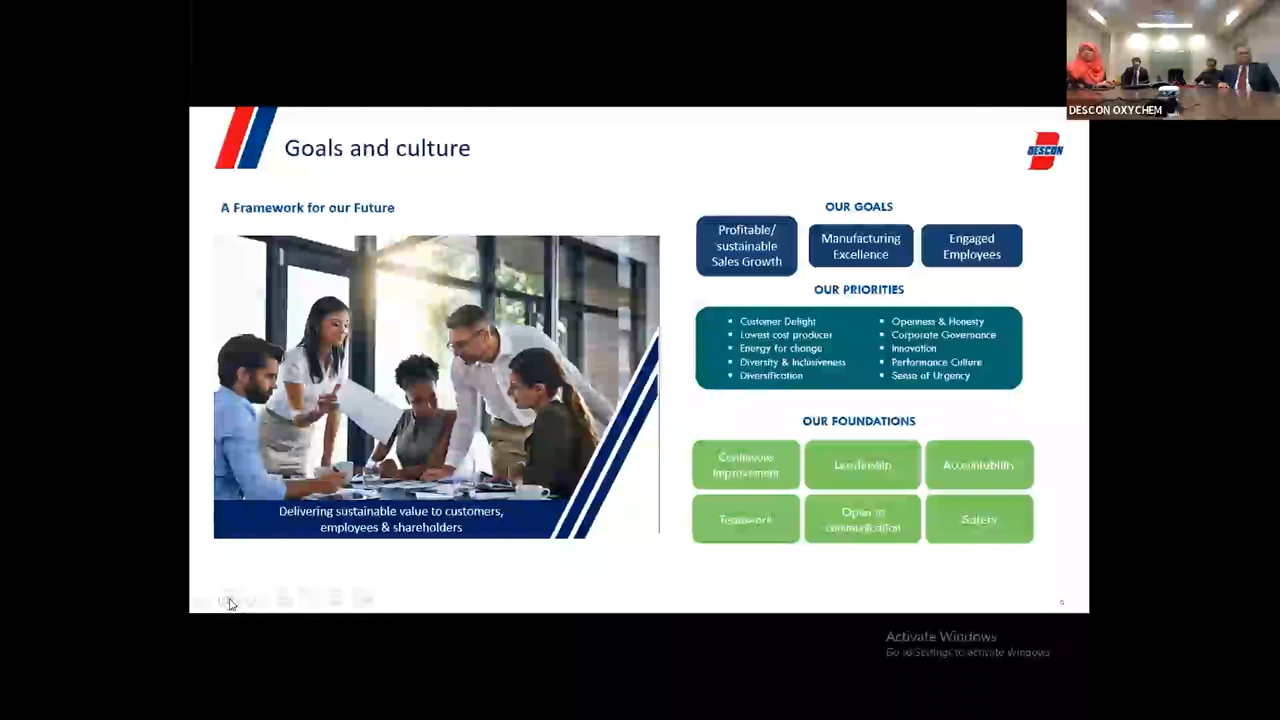 DESCON OXYCHEM
Goals and culture
DESCON
A Framework for our Future
Delivering sustainable value to customers,
employees & shareholders
OUR GOALS
Profitable/
sustainable
Sales Growth
Manufacturing
Excellence
Engaged
Employees
OUR PRIORITIES
Customer Delight
Lowest cost producer
Energy for change
Diversity & Inclusiveness
Diversification
Openness & Honesty
Corporate Governance
Innovation
Performance Culture
Sense of Urgency
OUR FOUNDATIONS
Continuous
Improvement
Leadership
Accountability
Teamwork
Open in
communication
Safety
Activate Windows
Go to Settings to activate Windows